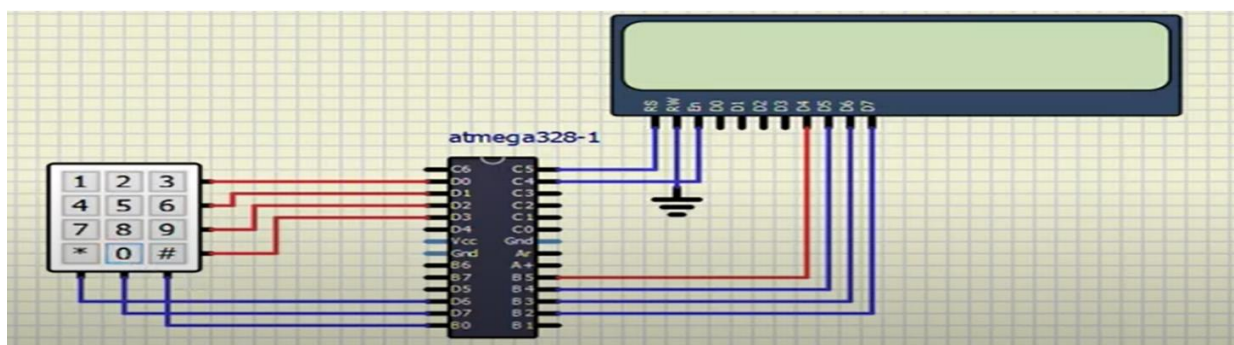 RS RW En D0 D1 D2 D3 D4 D5 D6 D7
atmega328-1
1 2 3
4 5 6
7 8 9
* 0 #
C6 C5
D0 C4
D1 C3
D2 C2
D3 C1
D4 C0
Vcc Gnd
Gnd Ar
B6 A+
B7 B5
D5 B4
D6 B3
D7 B2
B0 B1